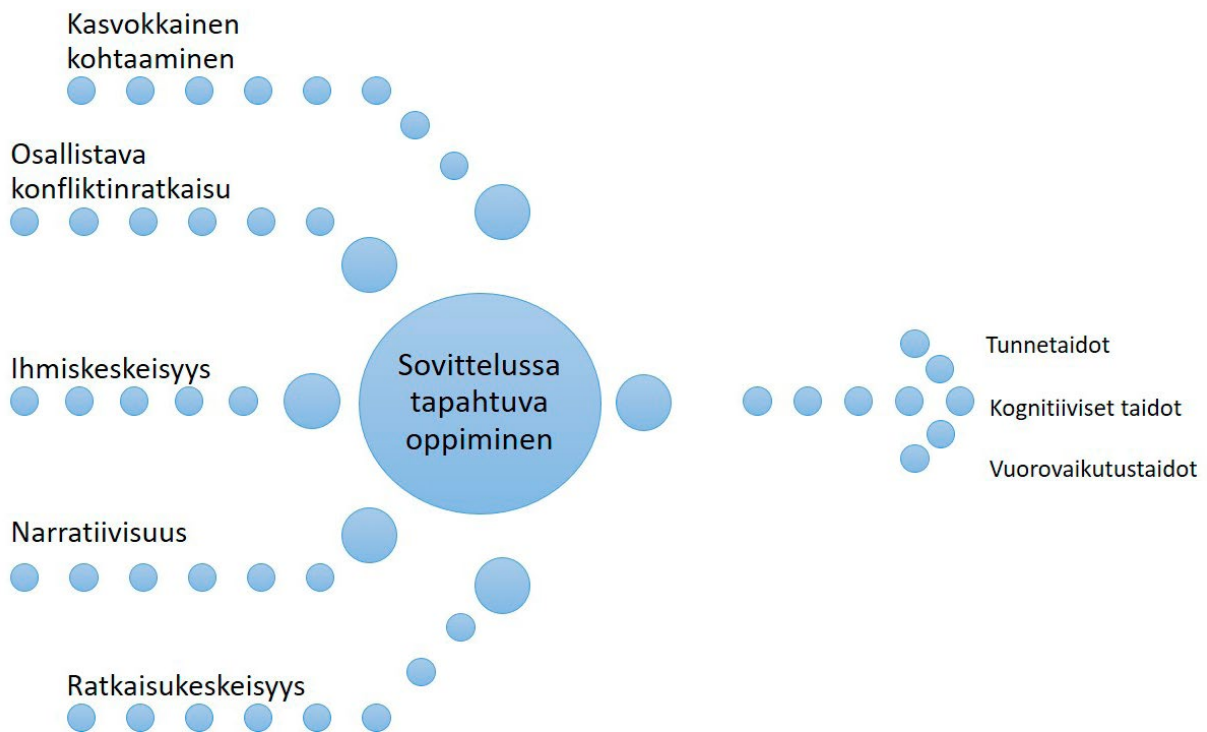 Kasvokkainen
kohtaaminen
Osallistava
konfliktinratkaisu
Ihmiskeskeisyys
Narratiivisuus
Ratkaisukeskeisyys
Sovittelussa
tapahtuva
oppiminen
Tunnetaidot
Kognitiiviset taidot
Vuorovaikutustaidot